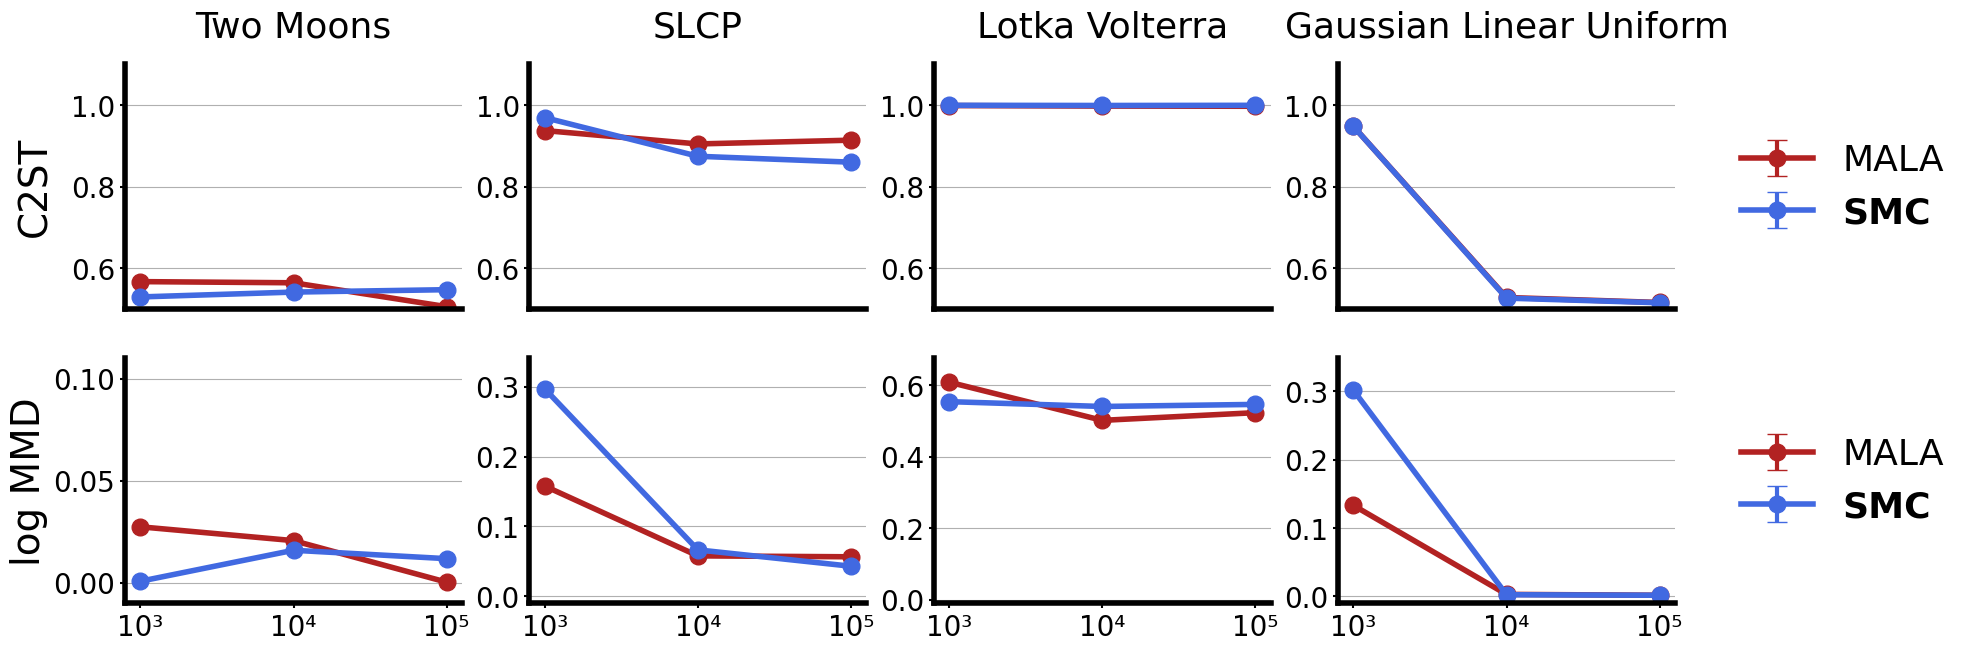 Two Moons
SLCP
Lotka Volterra
Gaussian Linear Uniform
C2ST
1.0
0.8
0.6
1.0
0.8
0.6
1.0
0.8
0.6
1.0
0.8
0.6
MALA
SMC
log MMD
0.10
0.05
0.00
0.3
0.2
0.1
0.0
0.6
0.4
0.2
0.0
0.3
0.2
0.1
0.0
MALA
SMC
10³ 10⁴ 10⁵
10³ 10⁴ 10⁵
10³ 10⁴ 10⁵
10³ 10⁴ 10⁵